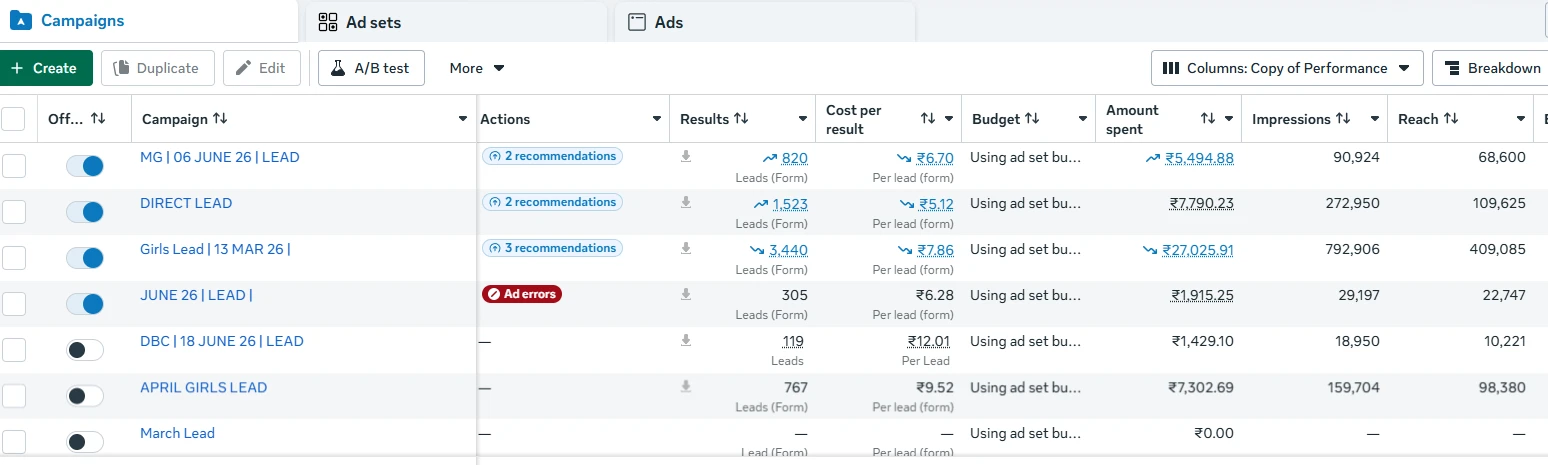 Campaigns Ad sets Ads
+ Create Duplicate Edit A/B test More Columns: Copy of Performance Breakdown
Off... Campaign Actions Results Cost per result Budget Amount spent Impressions Reach
MG | 06 JUNE 26 | LEAD 2 recommendations 820 ₹6.70 Using ad set bu... ₹5,494.88 90,924 68,600
Leads (Form) Per lead (form)
DIRECT LEAD 2 recommendations 1,523 ₹5.12 Using ad set bu... ₹7,790.23 272,950 109,625
Leads (Form) Per lead (form)
Girls Lead | 13 MAR 26 | 3 recommendations 3,440 ₹7.86 Using ad set bu... ₹27,025.91 792,906 409,085
Leads (Form) Per lead (form)
JUNE 26 | LEAD | Ad errors 305 ₹6.28 Using ad set bu... ₹1,915.25 29,197 22,747
Leads (Form) Per lead (form)
DBC | 18 JUNE 26 | LEAD — 119 ₹12.01 Using ad set bu... ₹1,429.10 18,950 10,221
Leads Per Lead
APRIL GIRLS LEAD — 767 ₹9.52 Using ad set bu... ₹7,302.69 159,704 98,380
Leads (Form) Per lead (form)
March Lead — — — Using ad set bu... ₹0.00 — —
Lead (Form) Per lead (form)